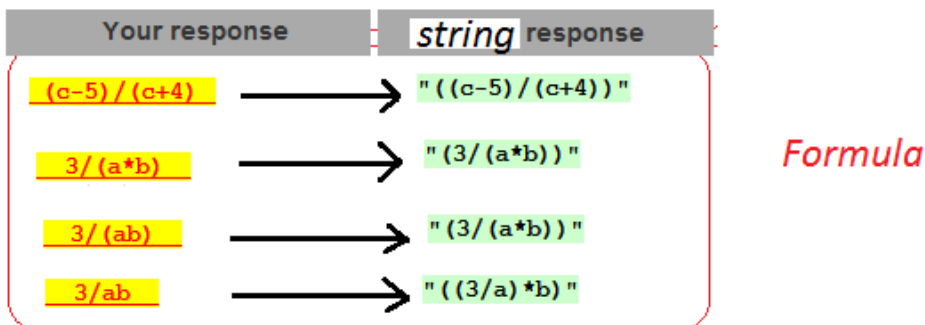 Your response string response
(c-5)/(c+4) "((c-5)/(c+4))"
3/(a*b) "(3/(a*b))"
Formula
3/(ab) "(3/(a*b))"
3/ab "((3/a)*b)"